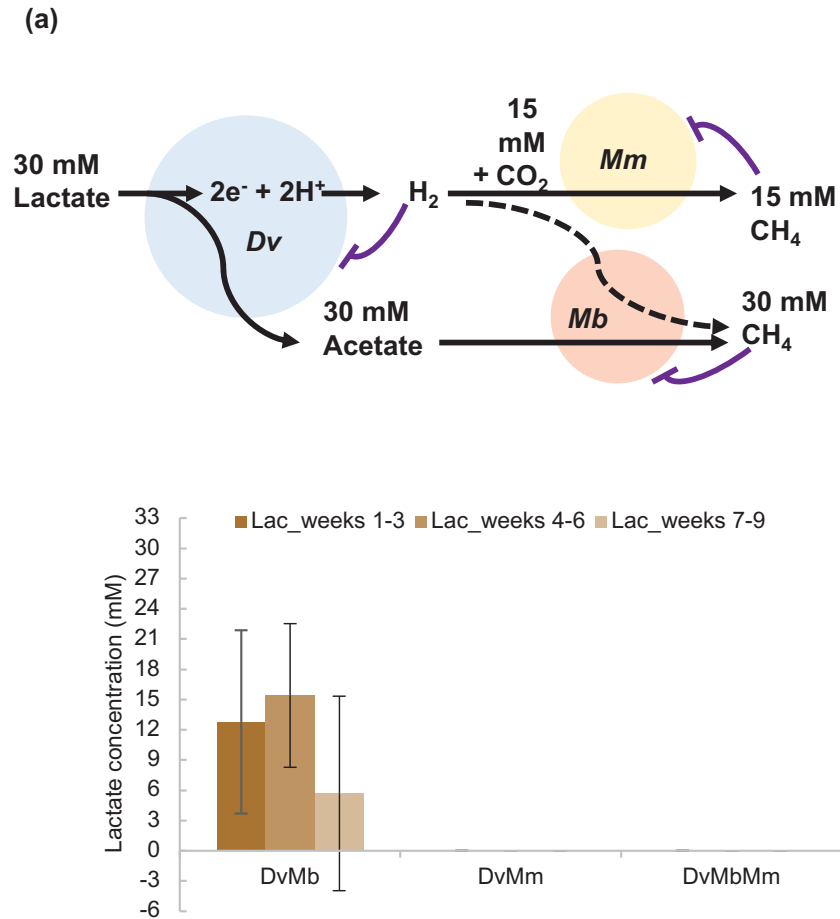 (a)
15
mM
+ CO₂
Mm
30 mM
Lactate
2e⁻ + 2H⁺
H₂
15 mM
CH₄
Dv
30 mM
Acetate
Mb
30 mM
CH₄
Lac_weeks 1-3 Lac_weeks 4-6 Lac_weeks 7-9
Lactate concentration (mM)
33
30
27
24
21
18
15
12
9
6
3
0
-3
-6
DvMb DvMm DvMbMm